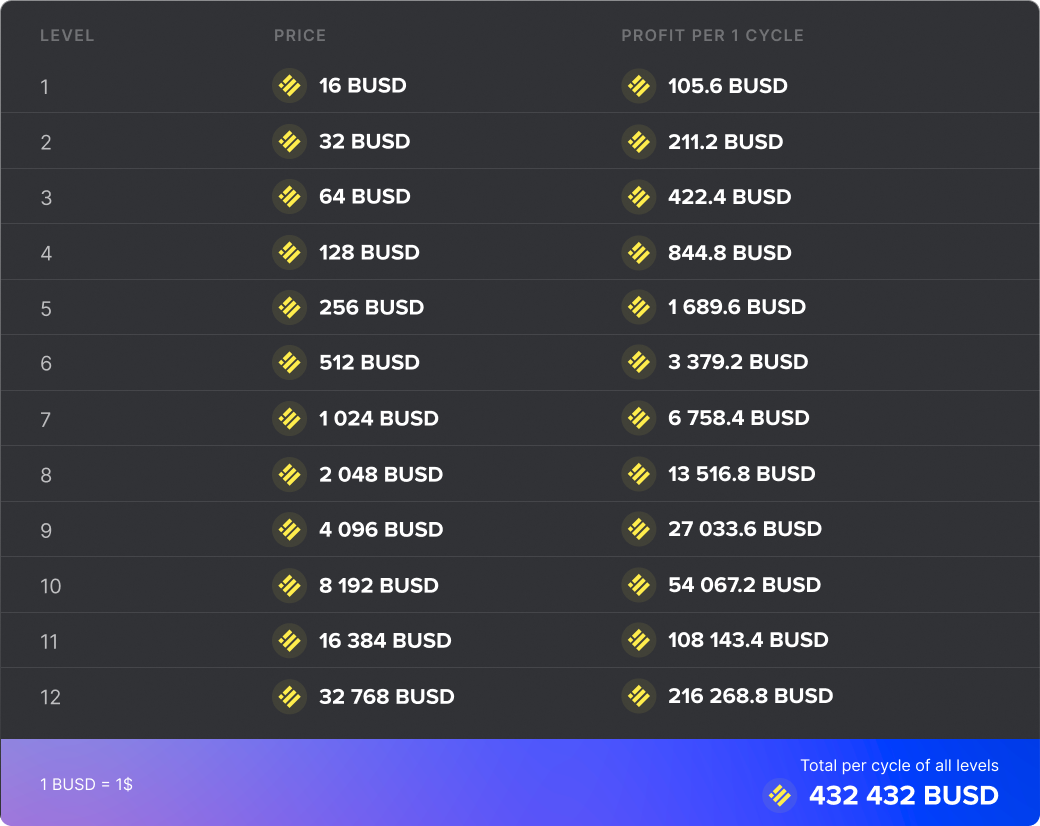 LEVEL PRICE PROFIT PER 1 CYCLE
1 16 BUSD 105.6 BUSD
2 32 BUSD 211.2 BUSD
3 64 BUSD 422.4 BUSD
4 128 BUSD 844.8 BUSD
5 256 BUSD 1 689.6 BUSD
6 512 BUSD 3 379.2 BUSD
7 1 024 BUSD 6 758.4 BUSD
8 2 048 BUSD 13 516.8 BUSD
9 4 096 BUSD 27 033.6 BUSD
10 8 192 BUSD 54 067.2 BUSD
11 16 384 BUSD 108 143.4 BUSD
12 32 768 BUSD 216 268.8 BUSD
Total per cycle of all levels
1 BUSD = 1$
432 432 BUSD